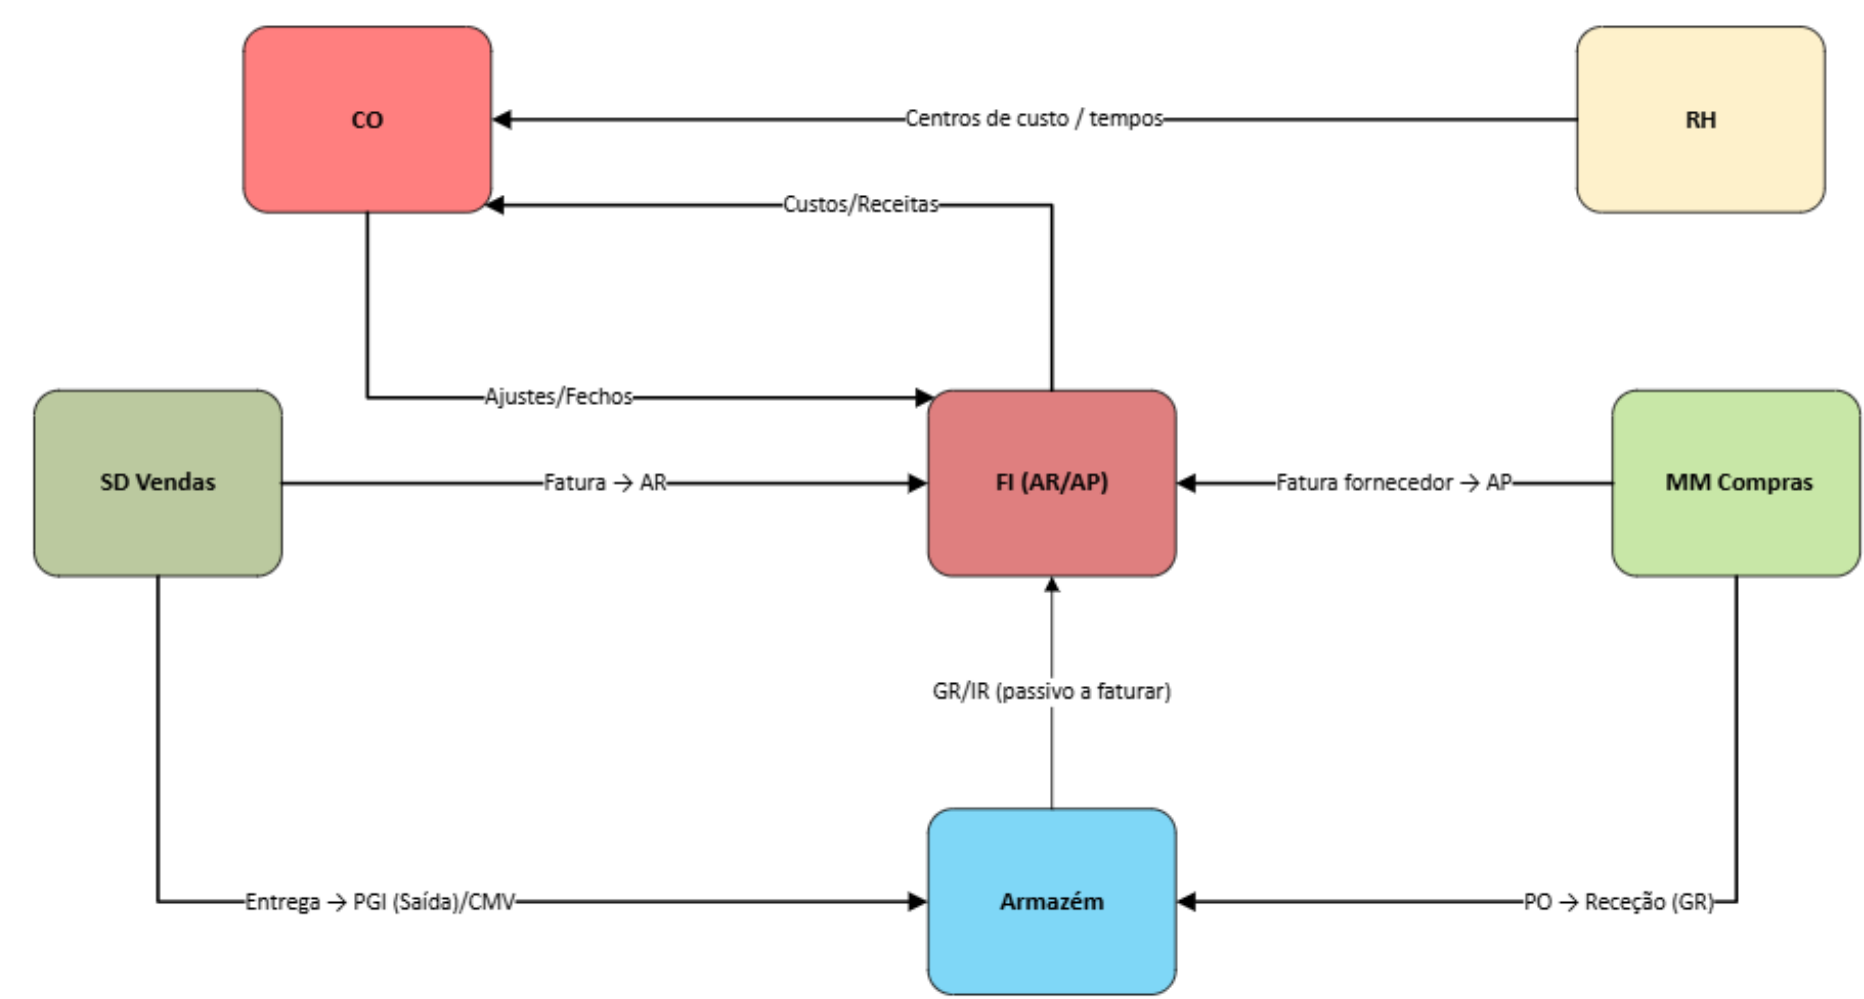 CO
Centros de custo / tempos
RH
Custos/Receitas
Ajustes/Fechos
SD Vendas
Fatura → AR
FI (AR/AP)
Fatura fornecedor → AP
MM Compras
GR/IR (passivo a faturar)
Entrega → PGI (Saída)/CMV
Armazém
PO → Receção (GR)